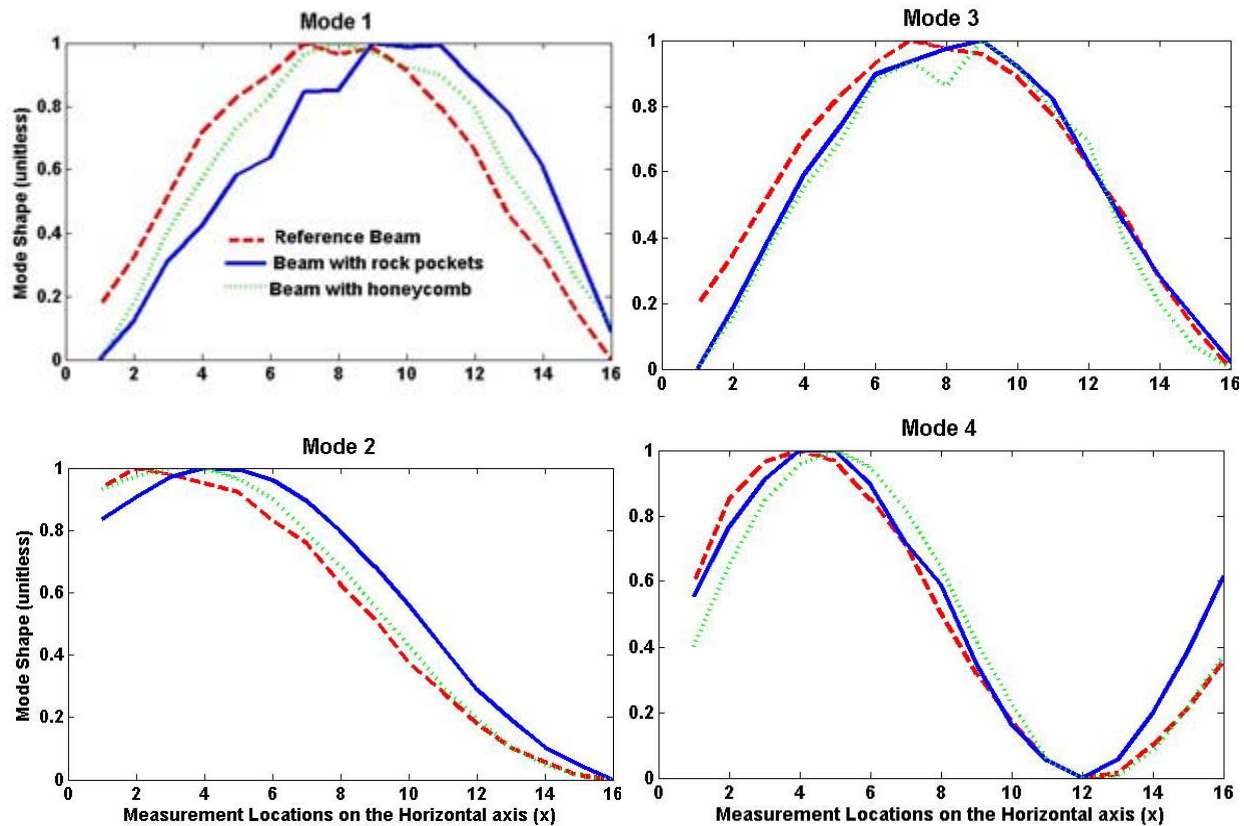 Mode 1
Mode Shape (unitless)
1
0.8
0.6
0.4
0.2
0
Reference Beam
Beam with rock pockets
Beam with honeycomb
0 2 4 6 8 10 12 14 16
Mode 3
1
0.8
0.6
0.4
0.2
0
0 2 4 6 8 10 12 14 16
Mode 2
Mode Shape (unitless)
1
0.8
0.6
0.4
0.2
0
0 2 4 6 8 10 12 14 16
Measurement Locations on the Horizontal axis (x)
Mode 4
1
0.8
0.6
0.4
0.2
0
0 2 4 6 8 10 12 14 16
Measurement Locations on the Horizontal axis (x)